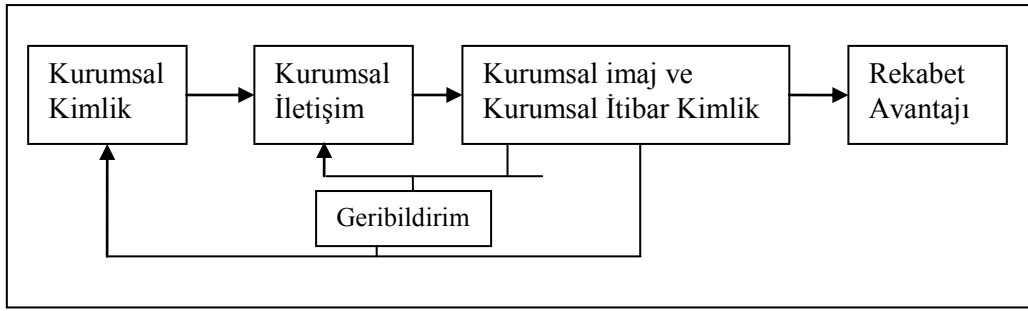 Kurumsal
Kimlik
Kurumsal
İletişim
Kurumsal imaj ve
Kurumsal İtibar Kimlik
Rekabet
Avantajı
Geribildirim